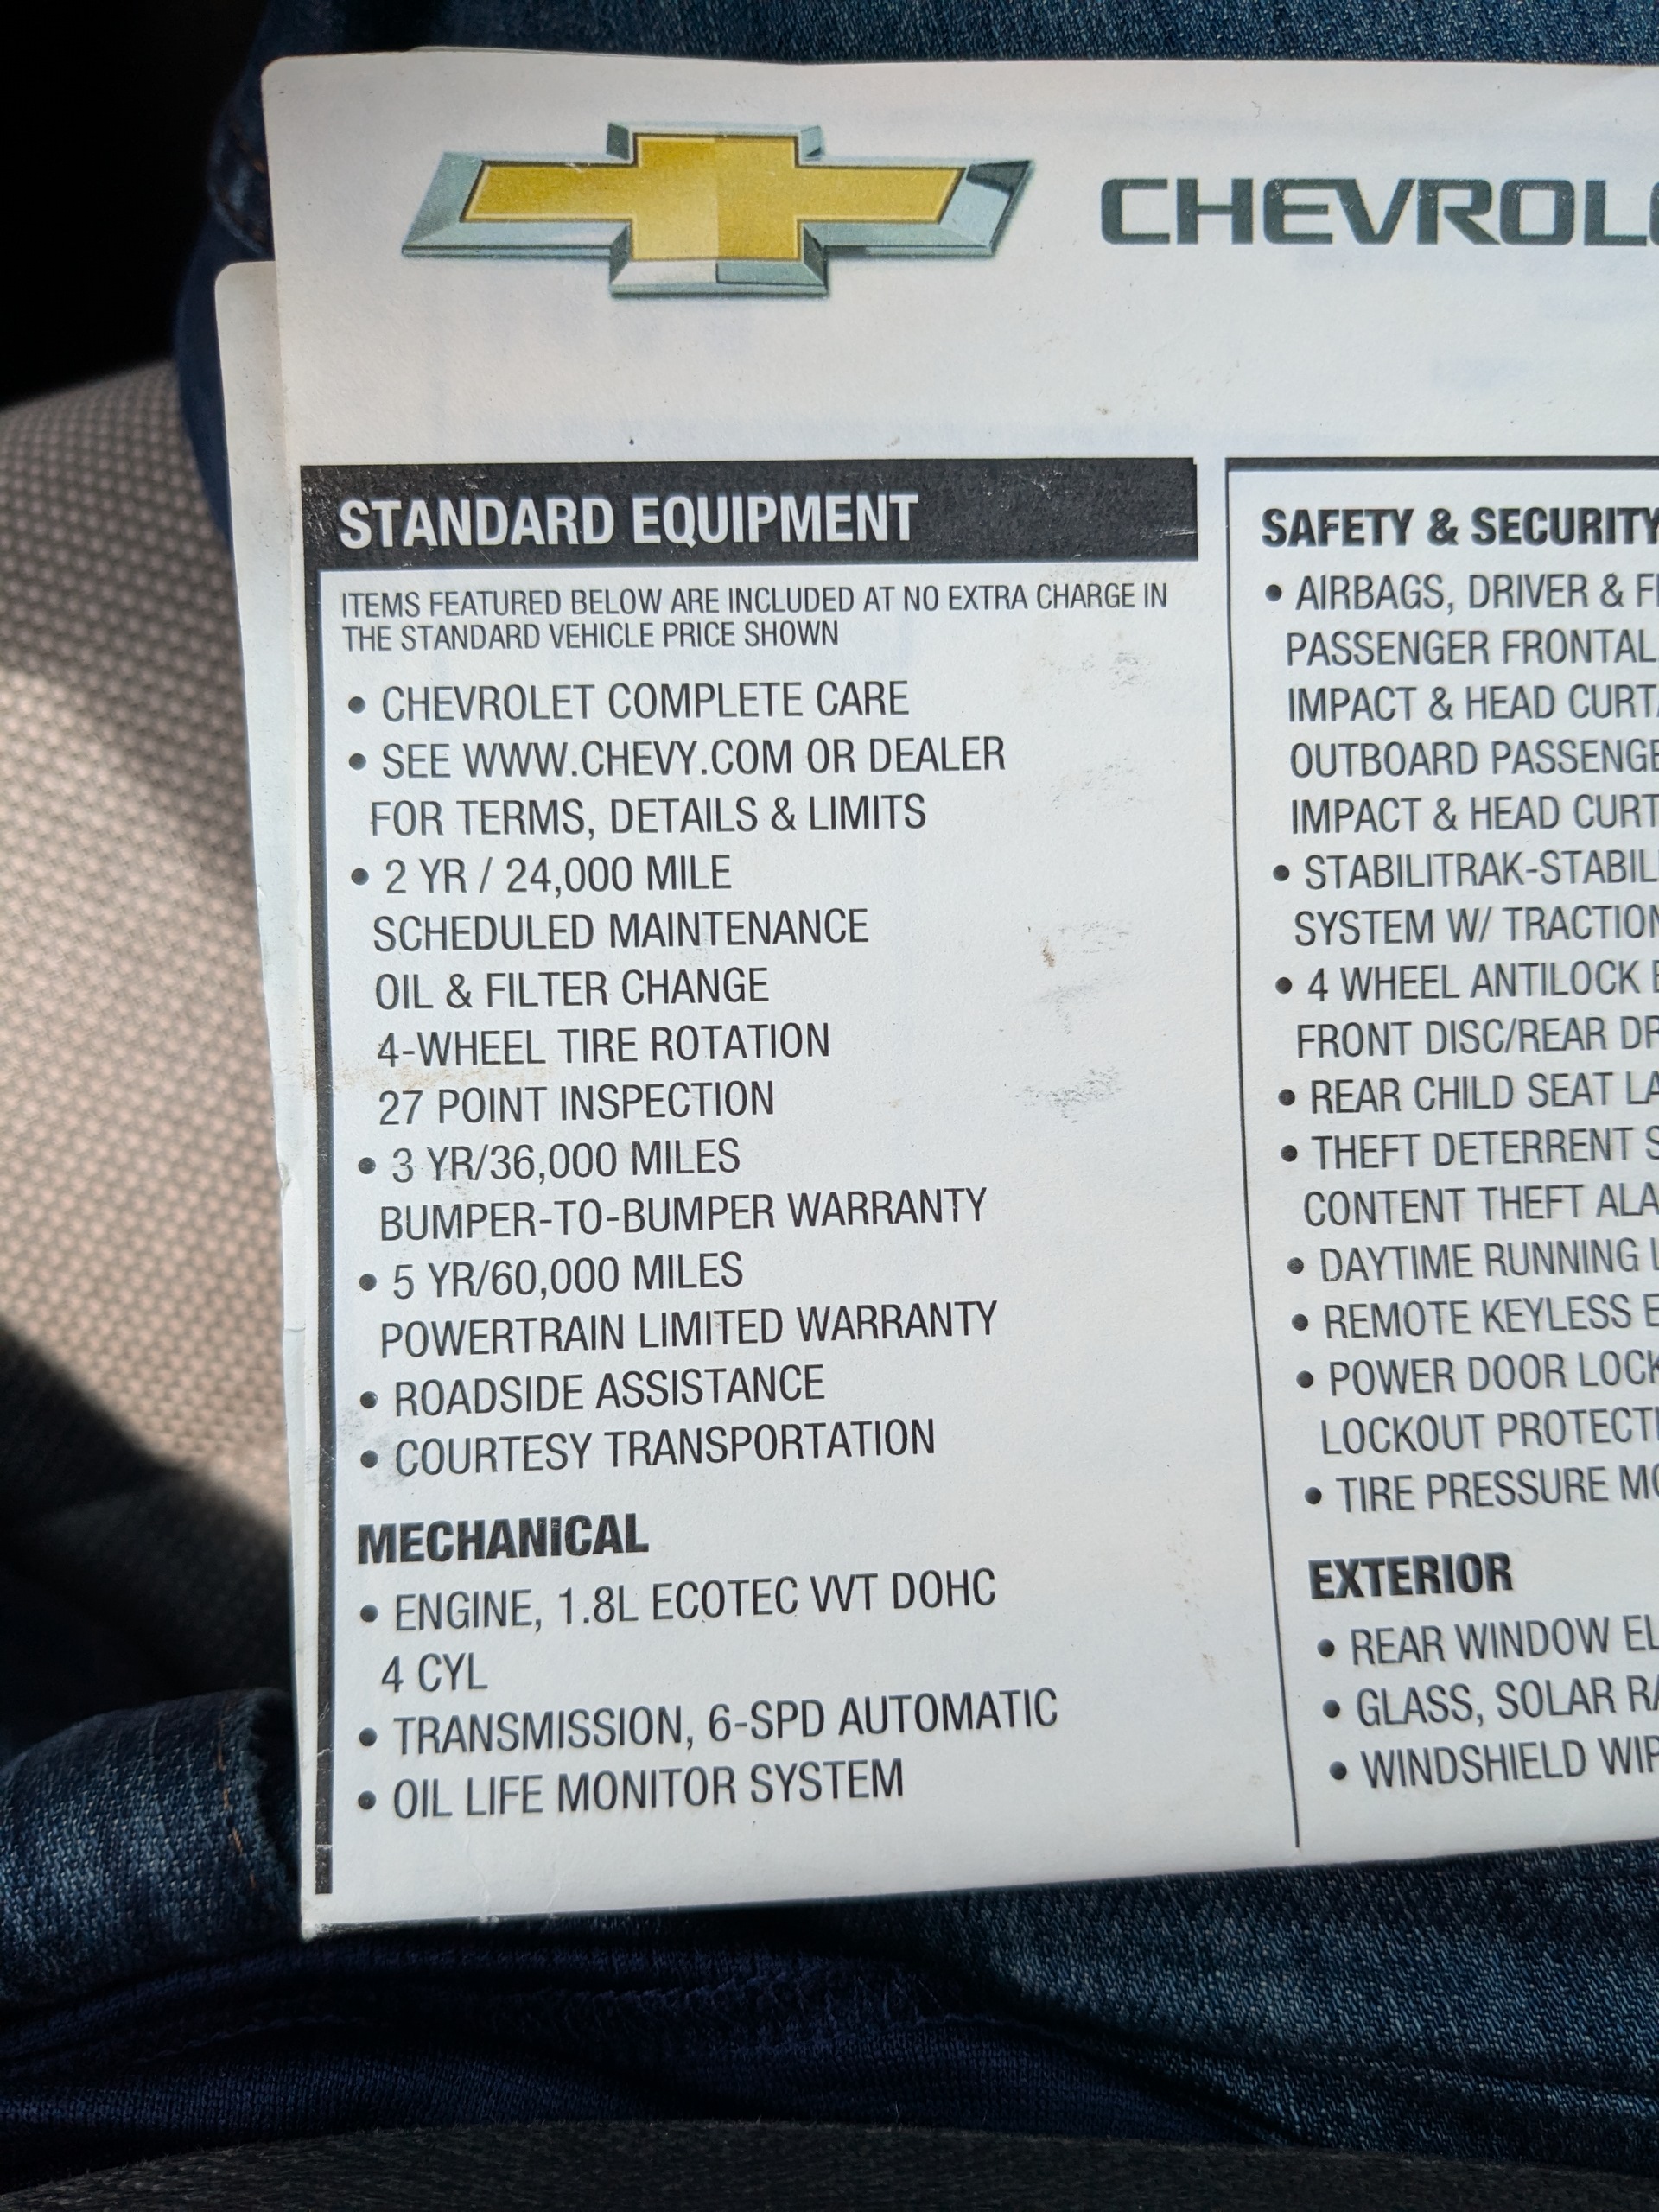 CHEVROL
STANDARD EQUIPMENT
ITEMS FEATURED BELOW ARE INCLUDED AT NO EXTRA CHARGE IN
THE STANDARD VEHICLE PRICE SHOWN
• CHEVROLET COMPLETE CARE
• SEE WWW.CHEVY.COM OR DEALER
FOR TERMS, DETAILS & LIMITS
• 2 YR / 24,000 MILE
SCHEDULED MAINTENANCE
OIL & FILTER CHANGE
4-WHEEL TIRE ROTATION
27 POINT INSPECTION
• 3 YR/36,000 MILES
BUMPER-TO-BUMPER WARRANTY
• 5 YR/60,000 MILES
POWERTRAIN LIMITED WARRANTY
• ROADSIDE ASSISTANCE
• COURTESY TRANSPORTATION
MECHANICAL
• ENGINE, 1.8L ECOTEC VVT DOHC
4 CYL
• TRANSMISSION, 6-SPD AUTOMATIC
• OIL LIFE MONITOR SYSTEM
SAFETY & SECURITY
• AIRBAGS, DRIVER &
PASSENGER FRONTAL
IMPACT & HEAD
OUTBOARD
IMPACT & HEAD
• STABILITRAK-
SYSTEM W/
• 4 WHEEL ANTILOCK
FRONT DISC/REAR
• REAR CHILD SEAT
• THEFT DETERRENT
CONTENT THEFT
• DAYTIME RUNNING
• REMOTE KEYLESS
• POWER DOOR
LOCKOUT
• TIRE PRESSURE
EXTERIOR
• REAR WINDOW
• GLASS, SOLAR
• WINDSHIELD